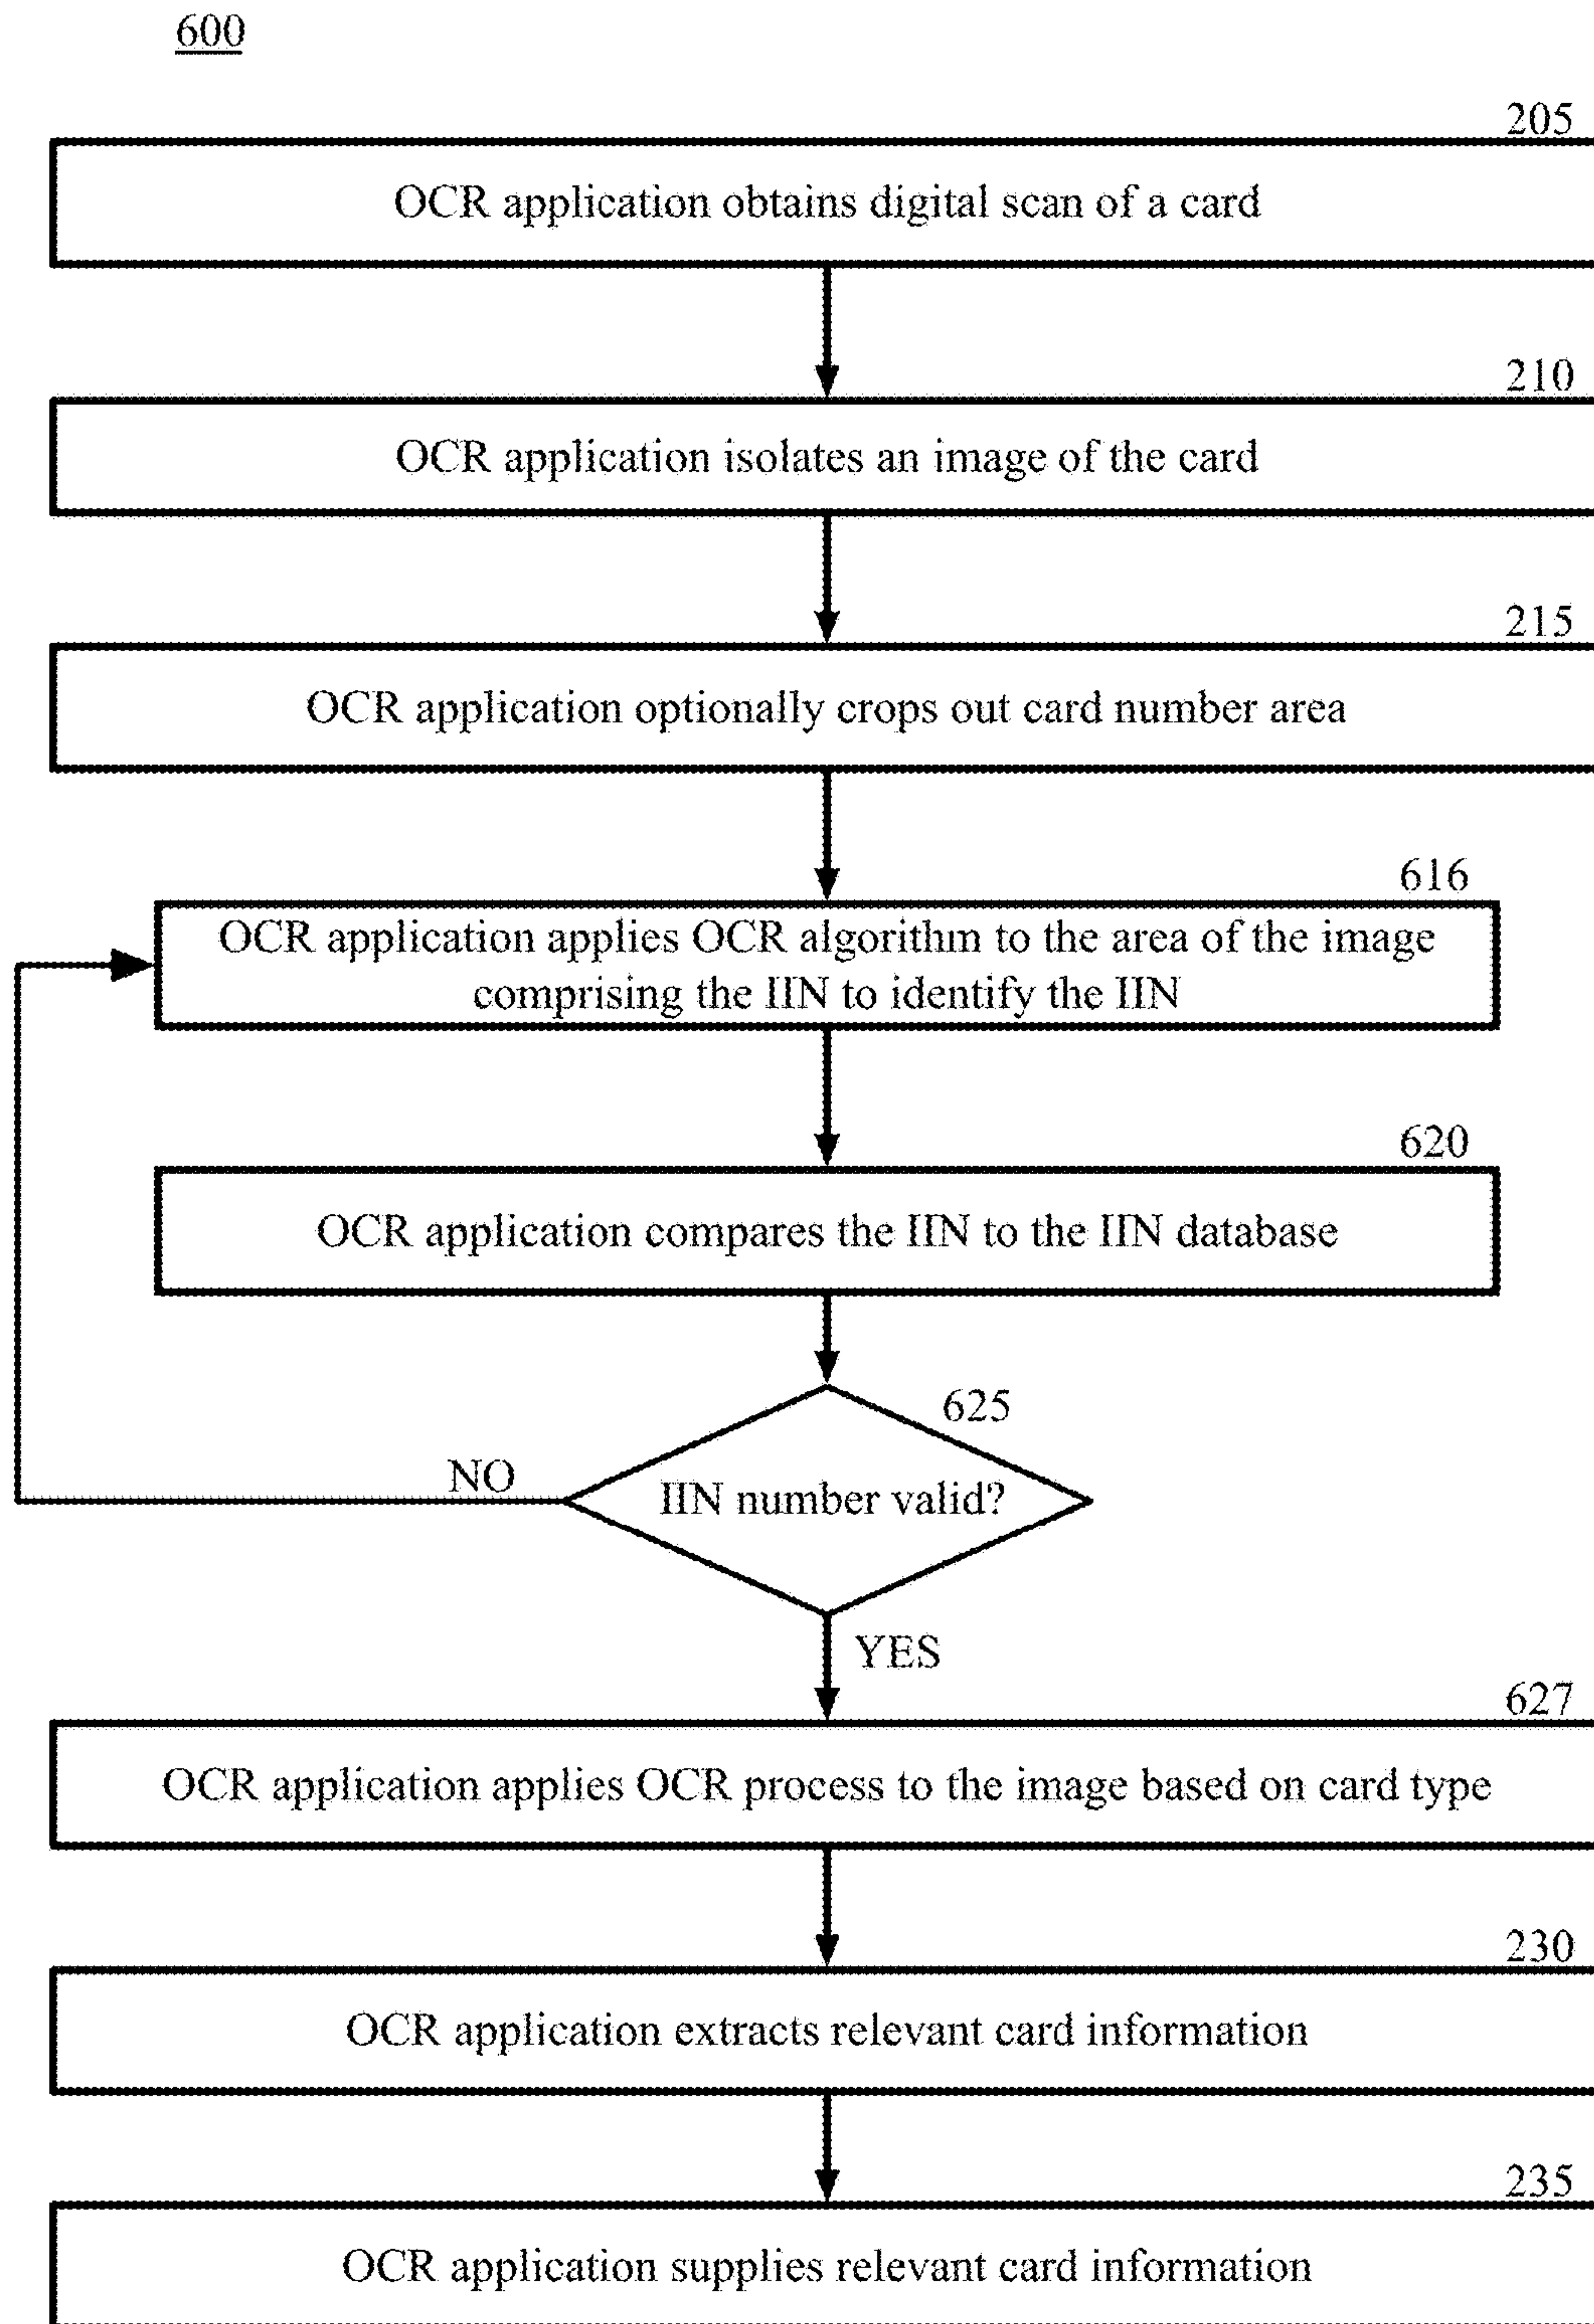 600
205
OCR application obtains digital scan of a card
210
OCR application isolates an image of the card
215
OCR application optionally crops out card number area
616
OCR application applies OCR algorithm to the area of the image
comprising the IIN to identify the IIN
620
OCR application compares the IIN to the IIN database
625
IIN number valid?
NO
YES
627
OCR application applies OCR process to the image based on card type
230
OCR application extracts relevant card information
235
OCR application supplies relevant card information